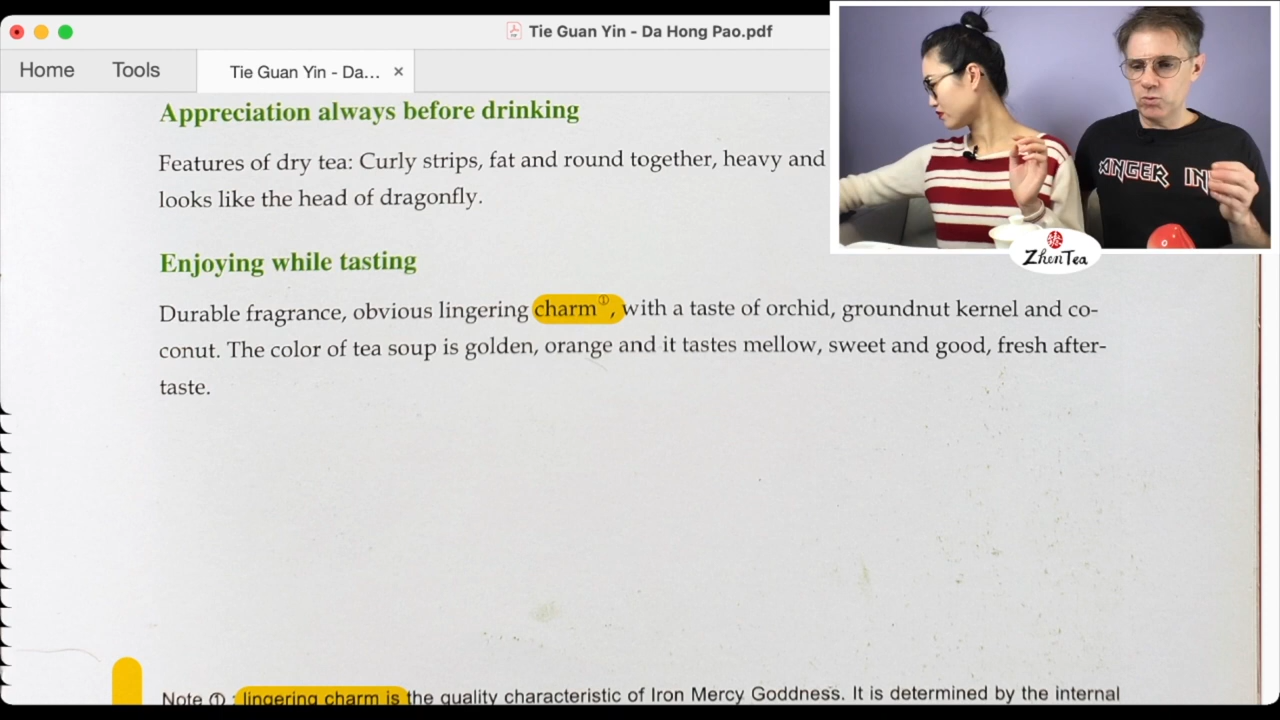 Tie Guan Yin - Da Hong Pao.pdf
Home
Tools
Tie Guan Yin - Da... ×
Appreciation always before drinking
Features of dry tea: Curly strips, fat and round together, heavy and
looks like the head of dragonfly.
Enjoying while tasting
Durable fragrance, obvious lingering charm①, with a taste of orchid, groundnut kernel and co-
conut. The color of tea soup is golden, orange and it tastes mellow, sweet and good, fresh after-
taste.
Note ① : lingering charm is the quality characteristic of Iron Mercy Goddness. It is determined by the internal
ANGER IN
ZhenTea